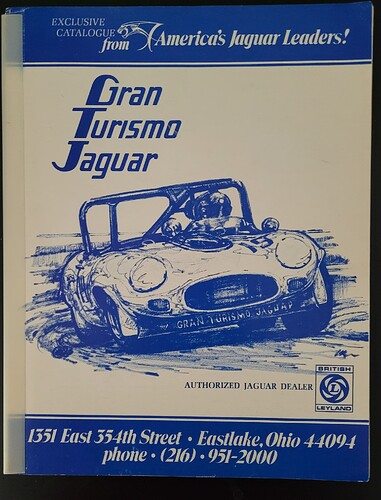 EXCLUSIVE
CATALOGUE
from America's Jaguar Leaders!
Gran
Turismo
Jaguar
GRAN TURISMO JAGUAR
AUTHORIZED JAGUAR DEALER
BRITISH
L
LEYLAND
1351 East 354th Street • Eastlake, Ohio 44094
phone • (216) • 951-2000